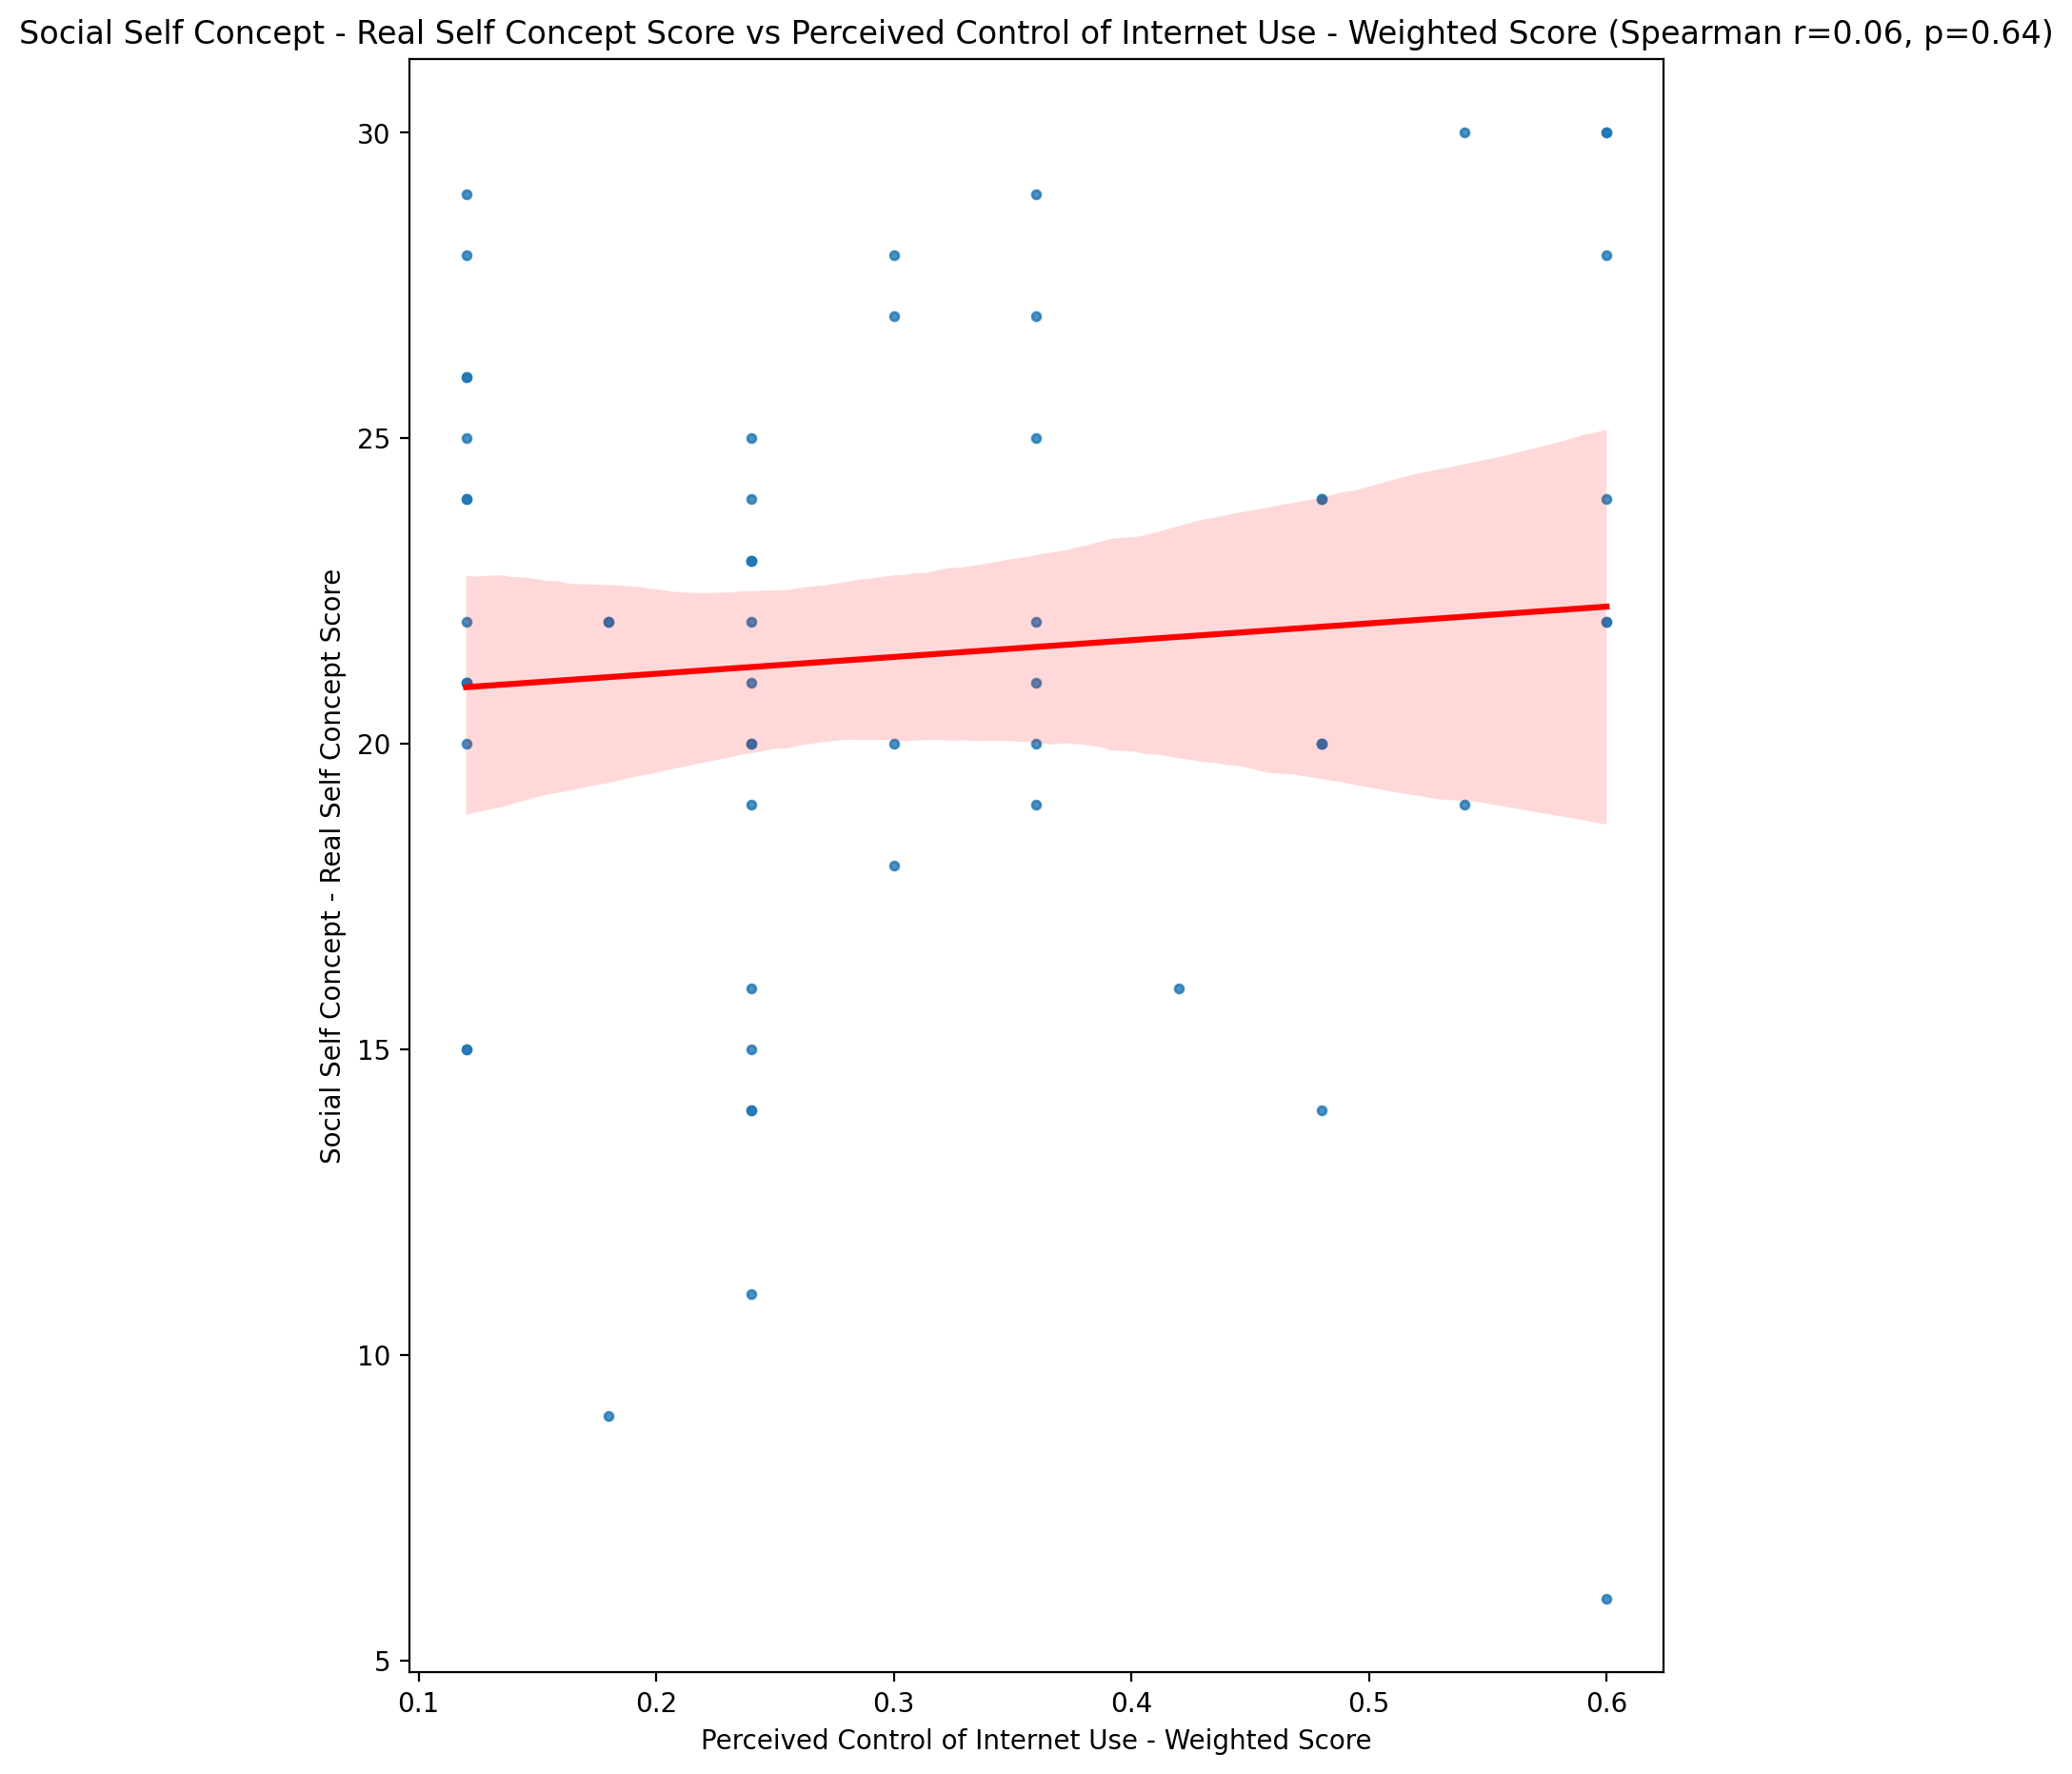 Social Self Concept - Real Self Concept Score vs Perceived Control of Internet Use - Weighted Score (Spearman r=0.06, p=0.64)
30
25
20
15
10
5
Social Self Concept - Real Self Concept Score
0.1 0.2 0.3 0.4 0.5 0.6
Perceived Control of Internet Use - Weighted Score